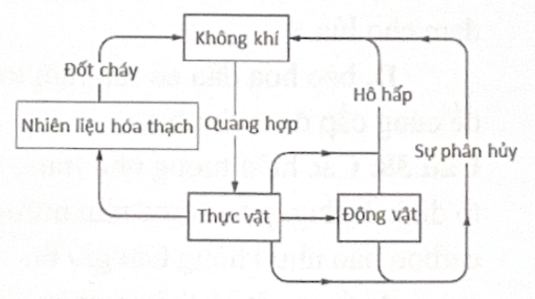 Không khí
Đốt cháy
Hô hấp
Nhiên liệu hóa thạch
Quang hợp
Sự phân hủy
Thực vật
Động vật